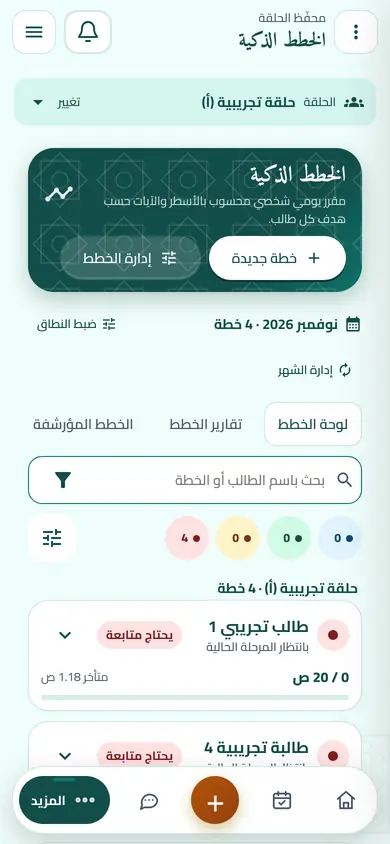 محفّظ الحلقة
الخطط الذكية
الحلقة حلقة تجريبية (أ) تغيير
الخطط الذكية
مقرر يومي شخصي محسوب بالأسطر والآيات حسب
هدف كل طالب.
خطة جديدة
إدارة الخطط
نوفمبر 2026 · 4 خطة
ضبط النطاق
إدارة الشهر
لوحة الخطط
تقارير الخطط
الخطط المؤرشفة
بحث باسم الطالب أو الخطة
0
0
0
4
حلقة تجريبية (أ) · 4 خطة
طالب تجريبي 1
يحتاج متابعة
بانتظار المرحلة الحالية
0 / 20 ص
متأخر 1.18 ص
طالبة تجريبية 4
يحتاج متابعة
المزيد